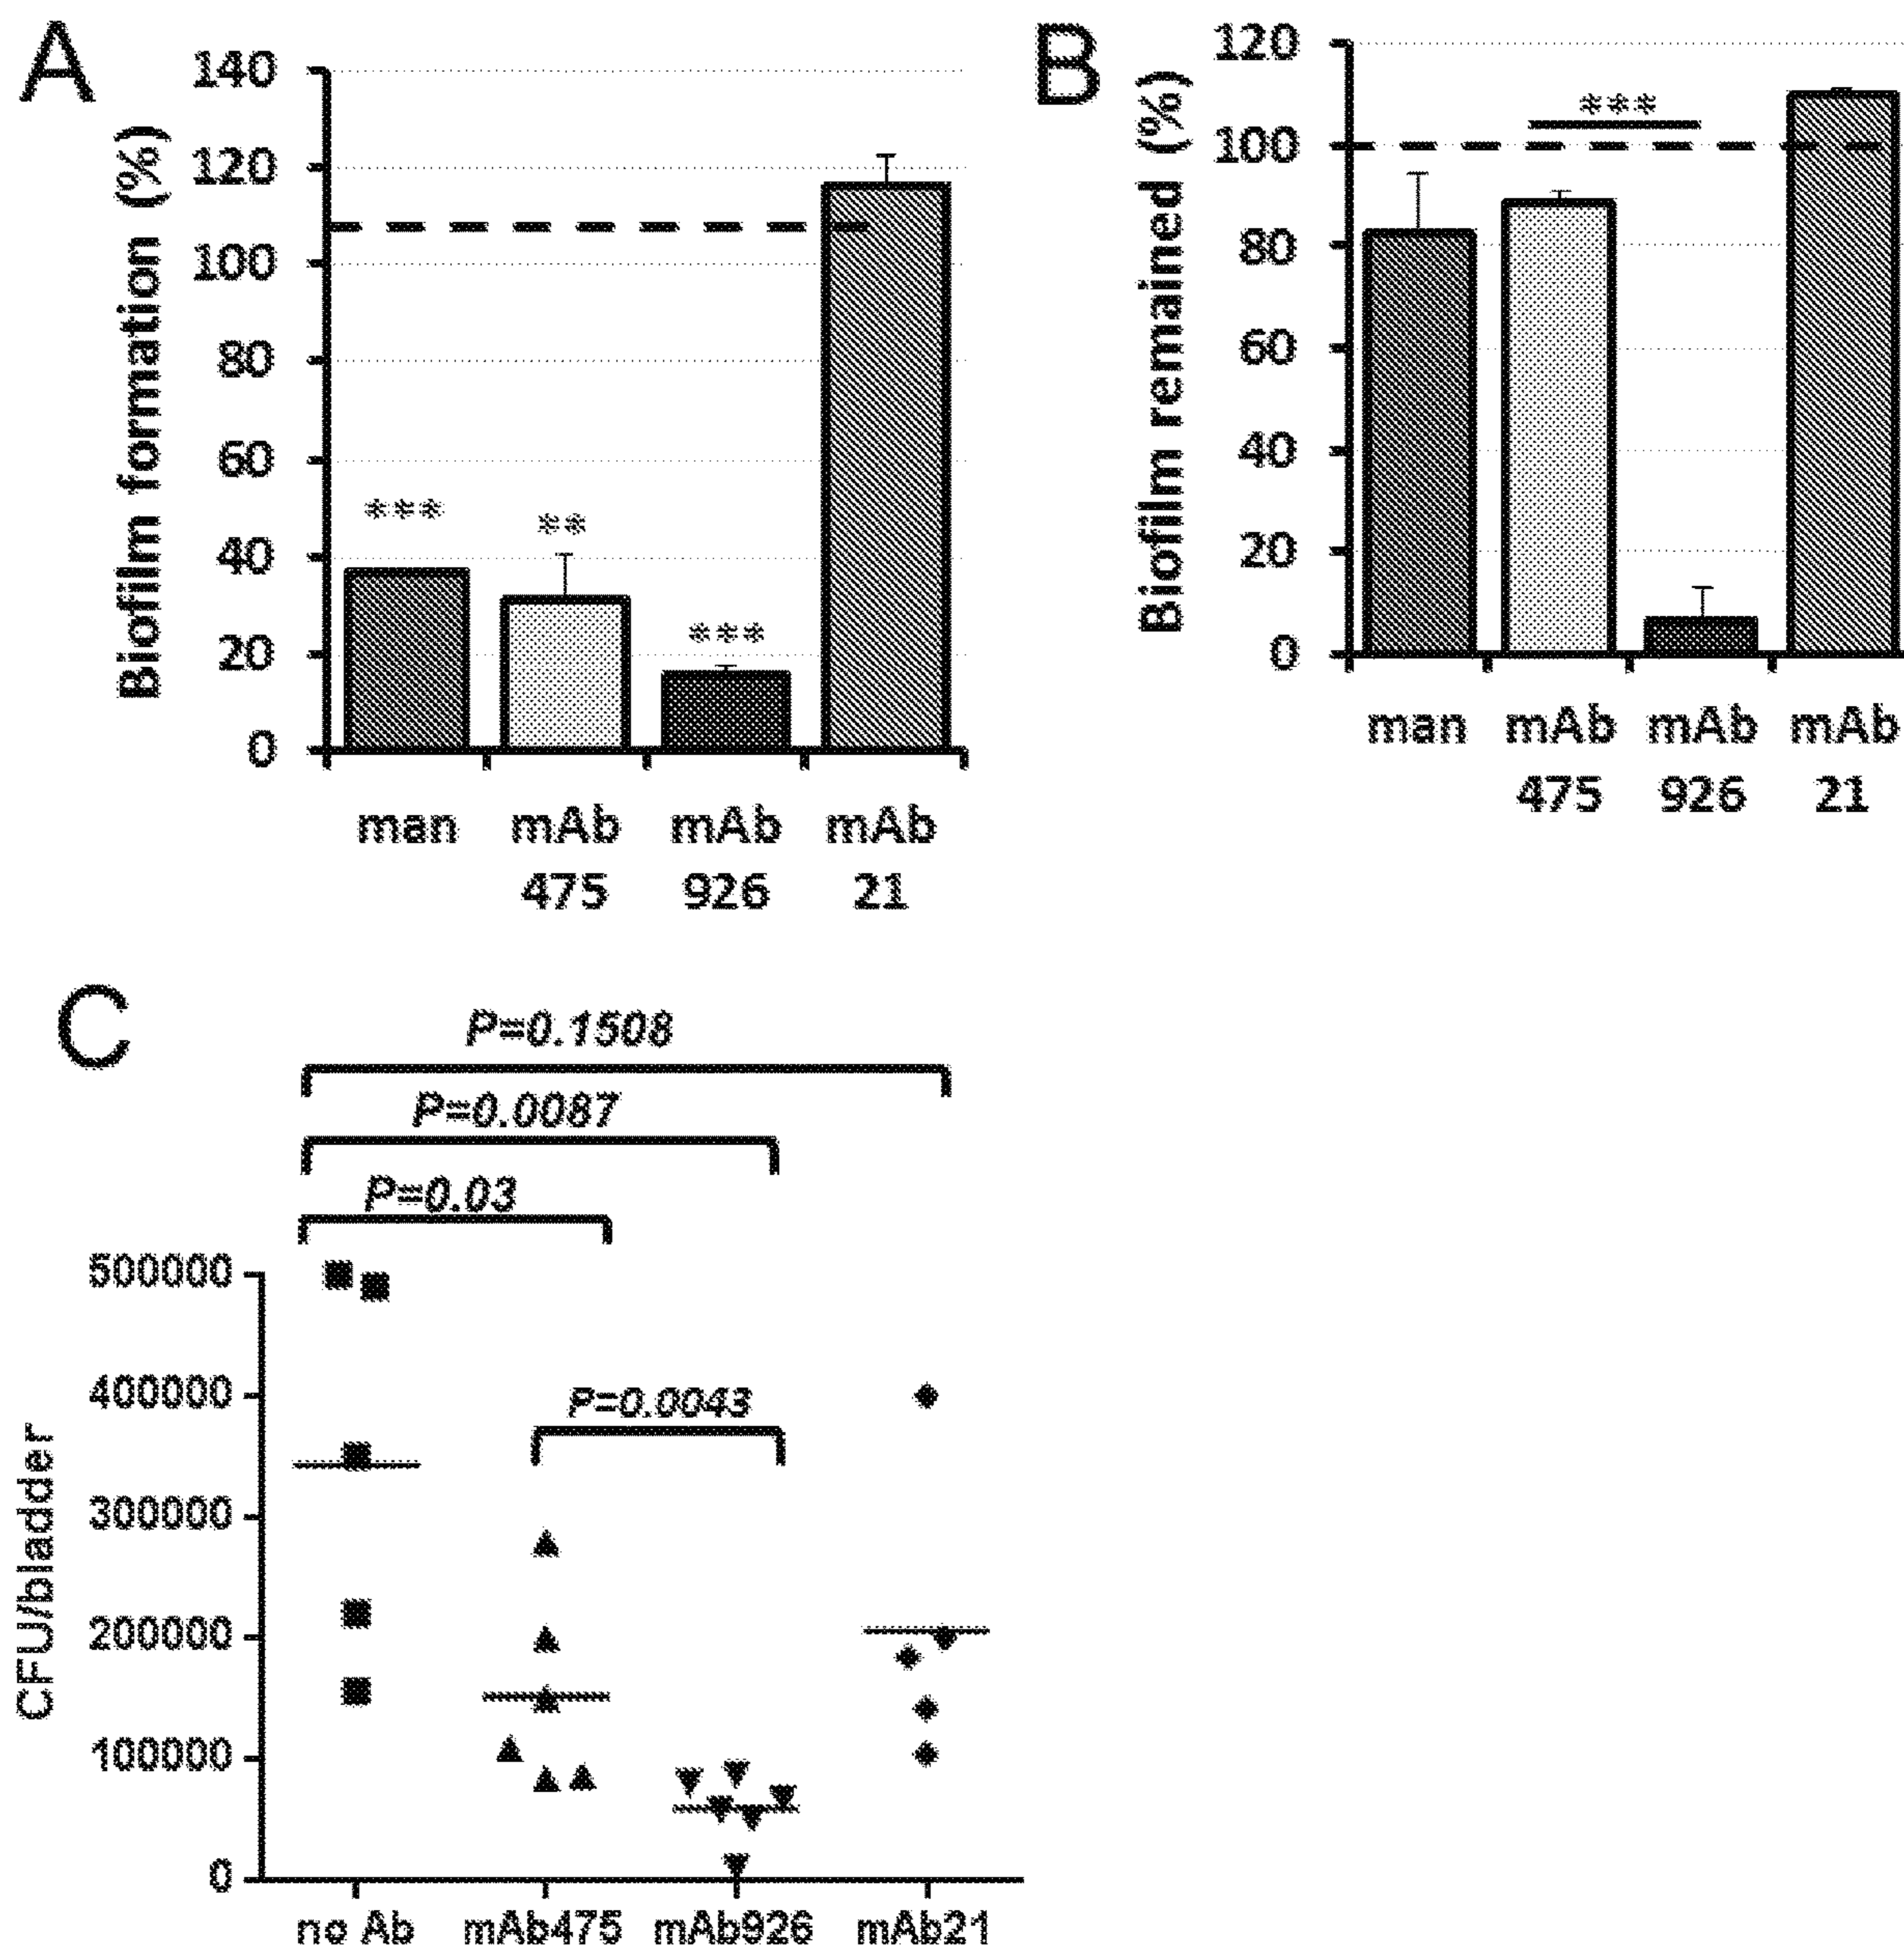 A
Biofilm formation (%)
140
120
100
80
60
40
20
0
***
**
***
man
mAb 475
mAb 926
mAb 21
B
Biofilm remained (%)
120
100
80
60
40
20
0
***
man
mAb 475
mAb 926
mAb 21
C
P=0.1508
P=0.0087
P=0.03
P=0.0043
CFU/bladder
500000
400000
300000
200000
100000
0
no Ab
mAb475
mAb926
mAb21